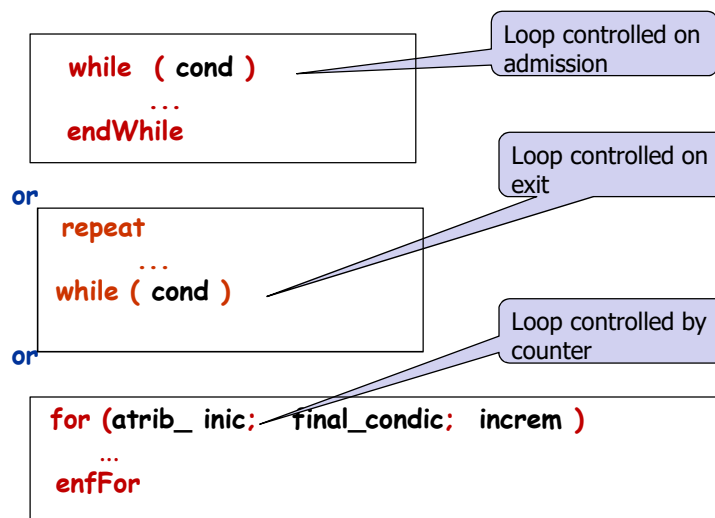 while ( cond )
...
endWhile
Loop controlled on
admission
or
repeat
...
while ( cond )
Loop controlled on
exit
or
for (atrib_ inic; final_condic; increm )
...
enfFor
Loop controlled by
counter